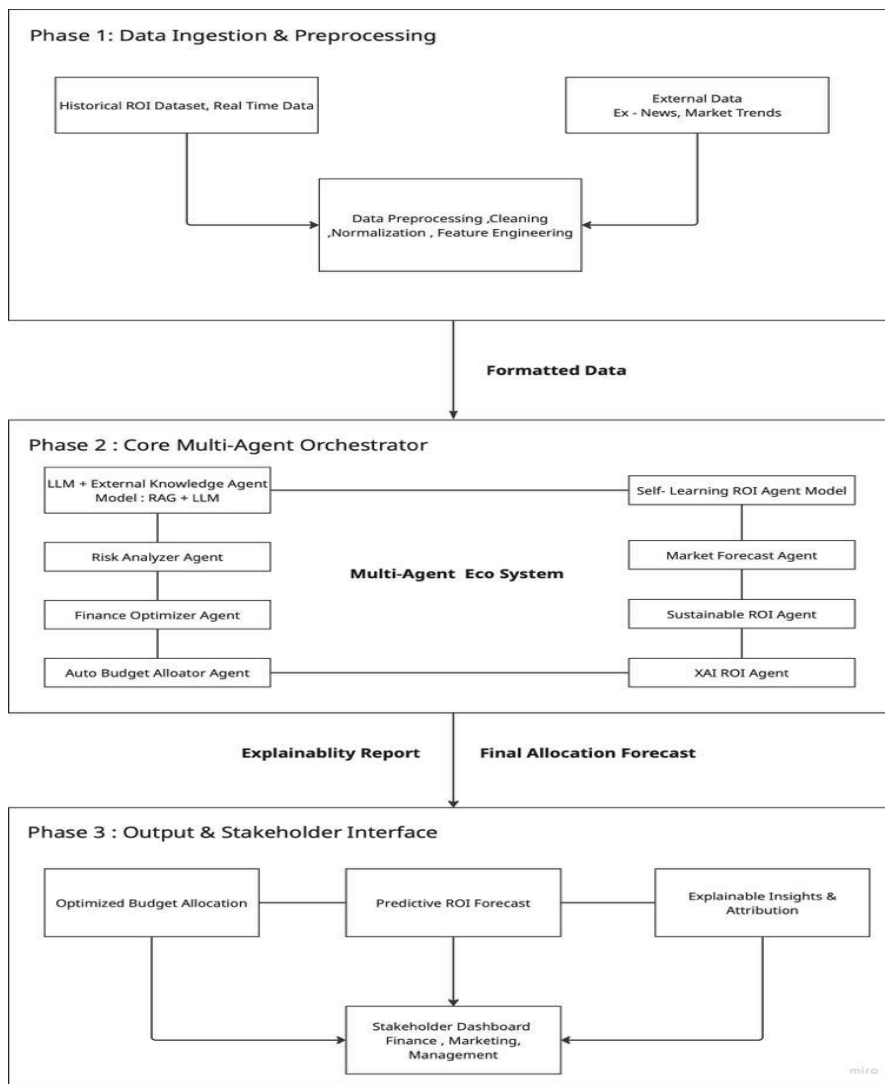 Phase 1: Data Ingestion & Preprocessing
Historical ROI Dataset, Real Time Data
External Data
Ex - News, Market Trends
Data Preprocessing ,Cleaning
,Normalization , Feature Engineering
Formatted Data
Phase 2 : Core Multi-Agent Orchestrator
LLM + External Knowledge Agent
Model : RAG + LLM
Self- Learning ROI Agent Model
Risk Analyzer Agent
Market Forecast Agent
Multi-Agent Eco System
Finance Optimizer Agent
Sustainable ROI Agent
Auto Budget Alloator Agent
XAI ROI Agent
Explainablity Report
Final Allocation Forecast
Phase 3 : Output & Stakeholder Interface
Optimized Budget Allocation
Predictive ROI Forecast
Explainable Insights &
Attribution
Stakeholder Dashboard
Finance , Marketing,
Management
miro